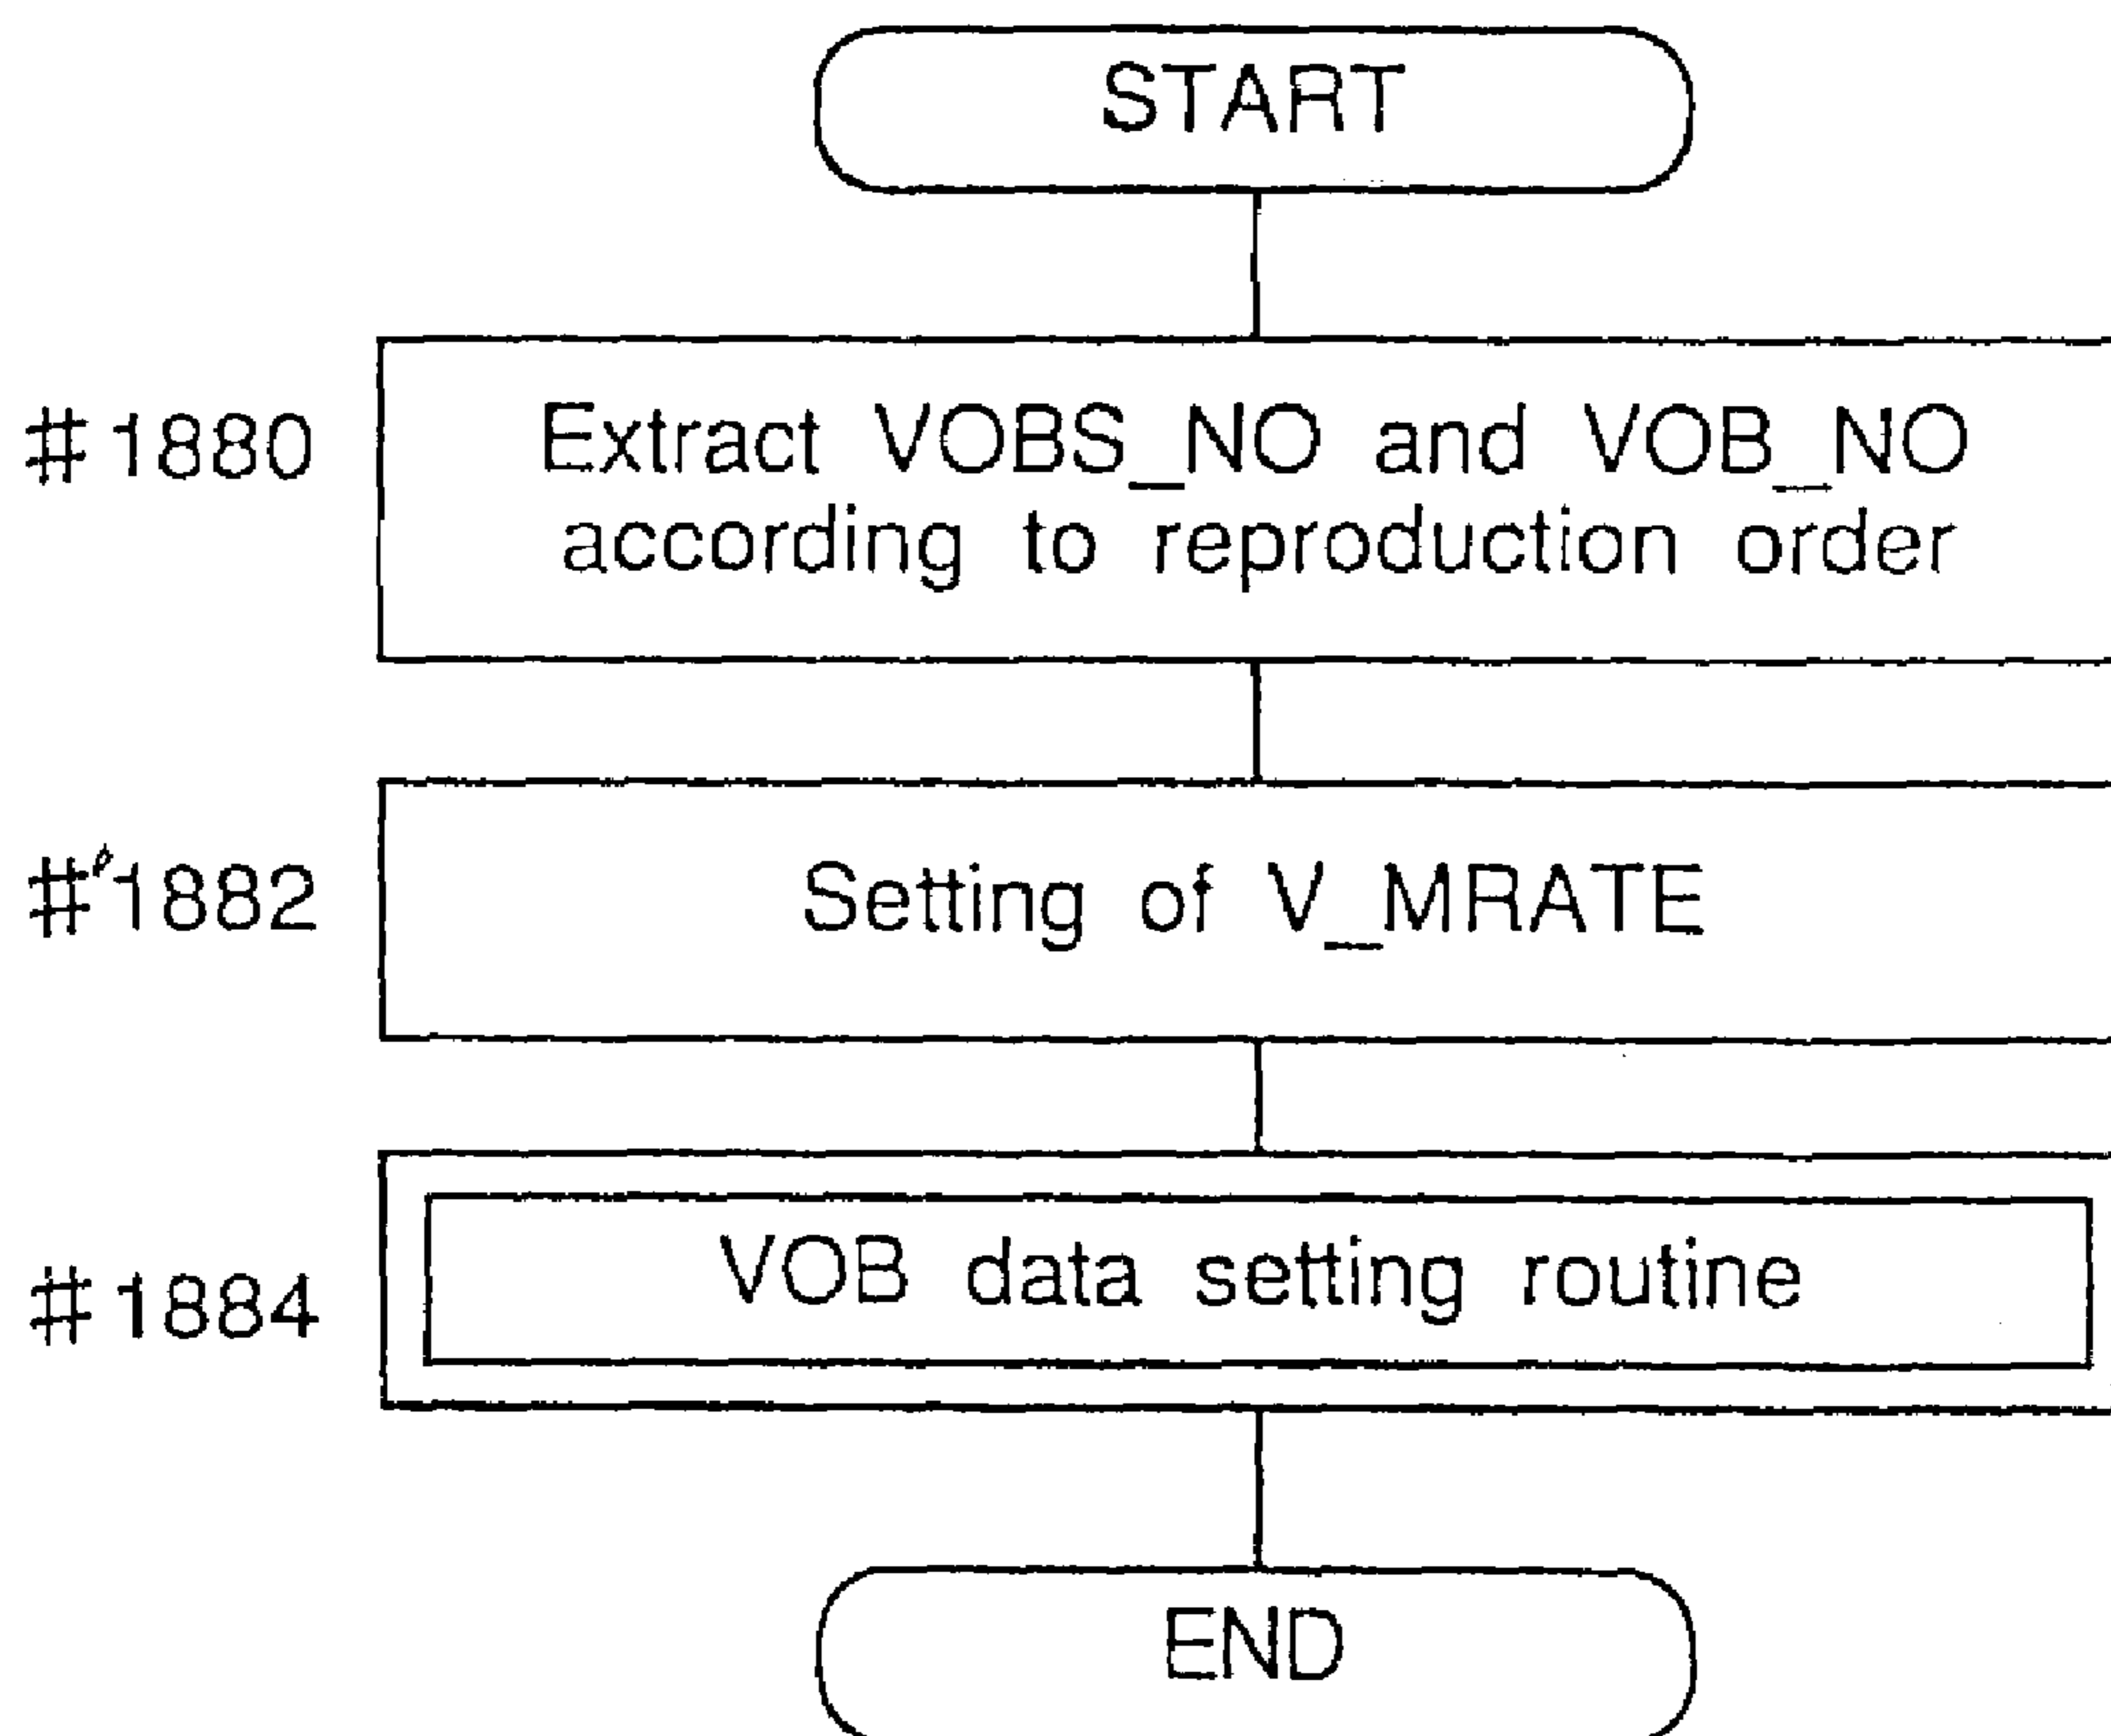 START
#1880
Extract VOBS_NO and VOB_NO
according to reproduction order
#1882
Setting of V_MRATE
#1884
VOB data setting routine
END